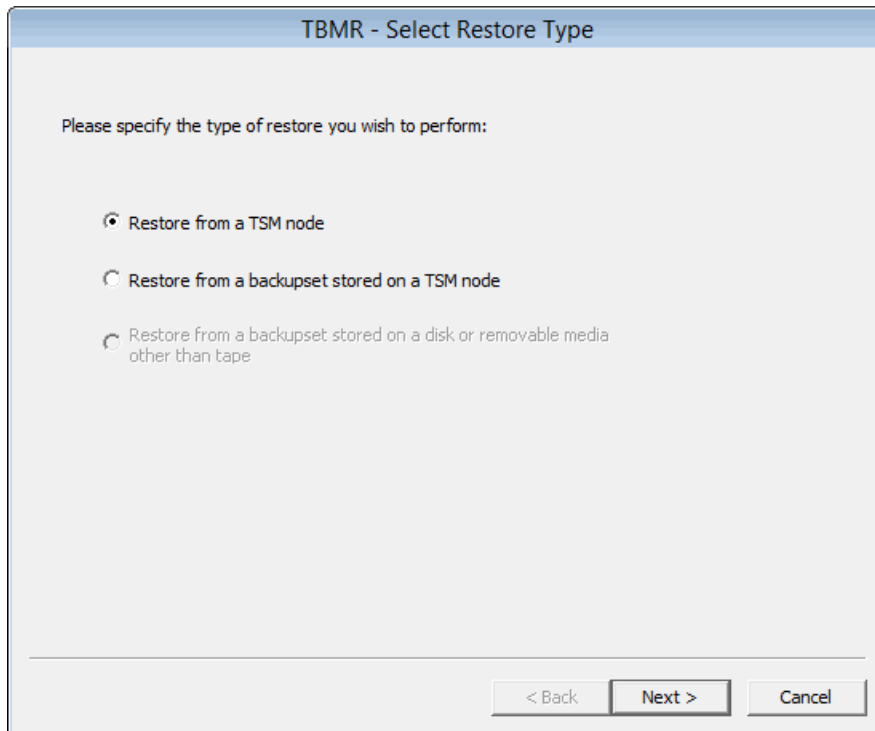 TBMR - Select Restore Type
Please specify the type of restore you wish to perform:
Restore from a TSM node
Restore from a backupset stored on a TSM node
Restore from a backupset stored on a disk or removable media
other than tape
< Back Next > Cancel